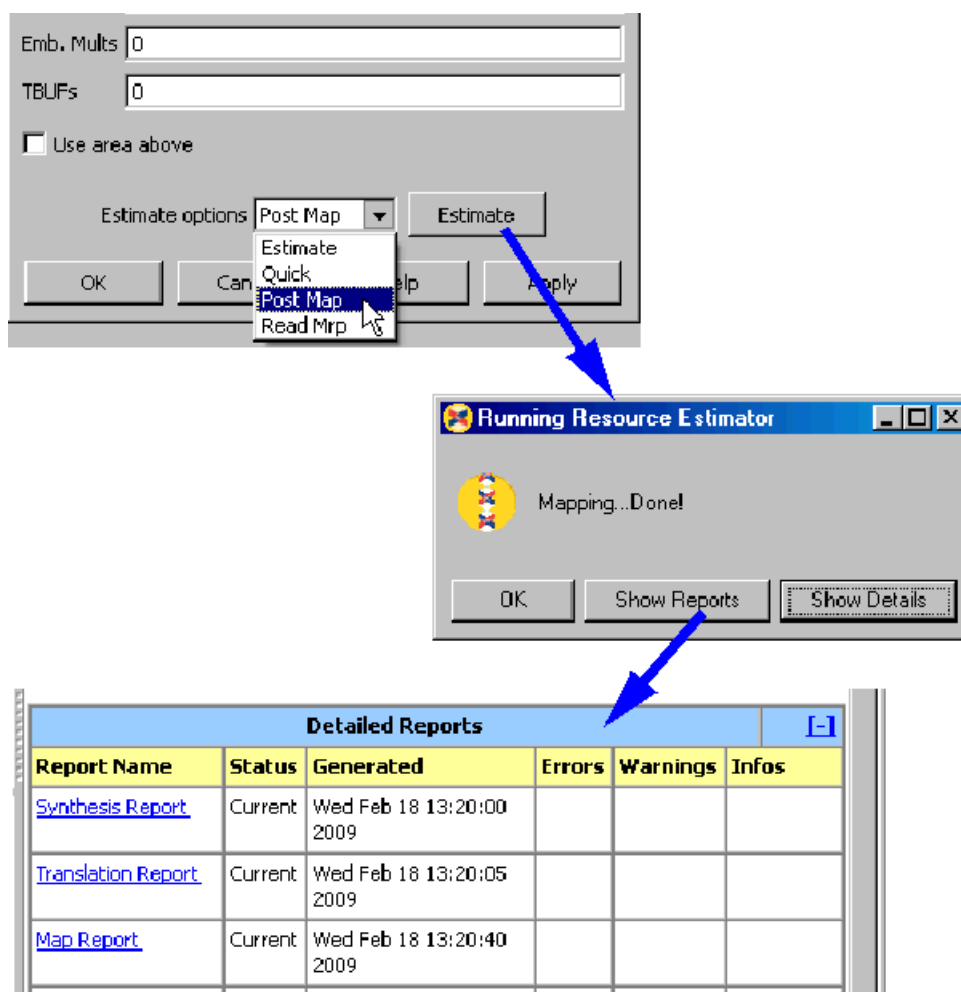 Emb. Mults 0
TBUFs 0
Use area above
Estimate options Post Map Estimate
Estimate
Quick
Post Map
Read Mrp
OK Can elp Apply
Running Resource Estimator
Mapping...Done!
OK Show Reports Show Details
Detailed Reports [-]
Report Name Status Generated Errors Warnings Infos
Synthesis Report Current Wed Feb 18 13:20:00
2009
Translation Report Current Wed Feb 18 13:20:05
2009
Map Report Current Wed Feb 18 13:20:40
2009